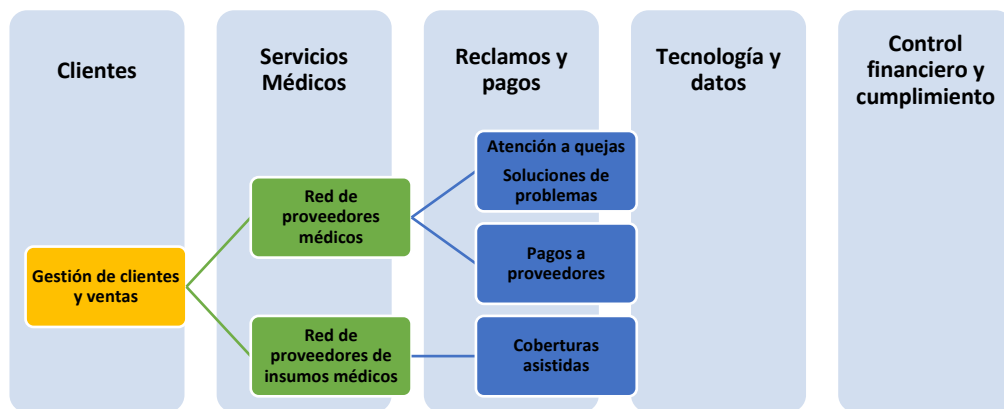 Clientes
Servicios
Médicos
Reclamos y
pagos
Tecnología y
datos
Control
financiero y
cumplimiento
Gestión de clientes
y ventas
Red de
proveedores
médicos
Red de
proveedores de
insumos médicos
Atención a quejas
Soluciones de
problemas
Pagos a
proveedores
Coberturas
asistidas